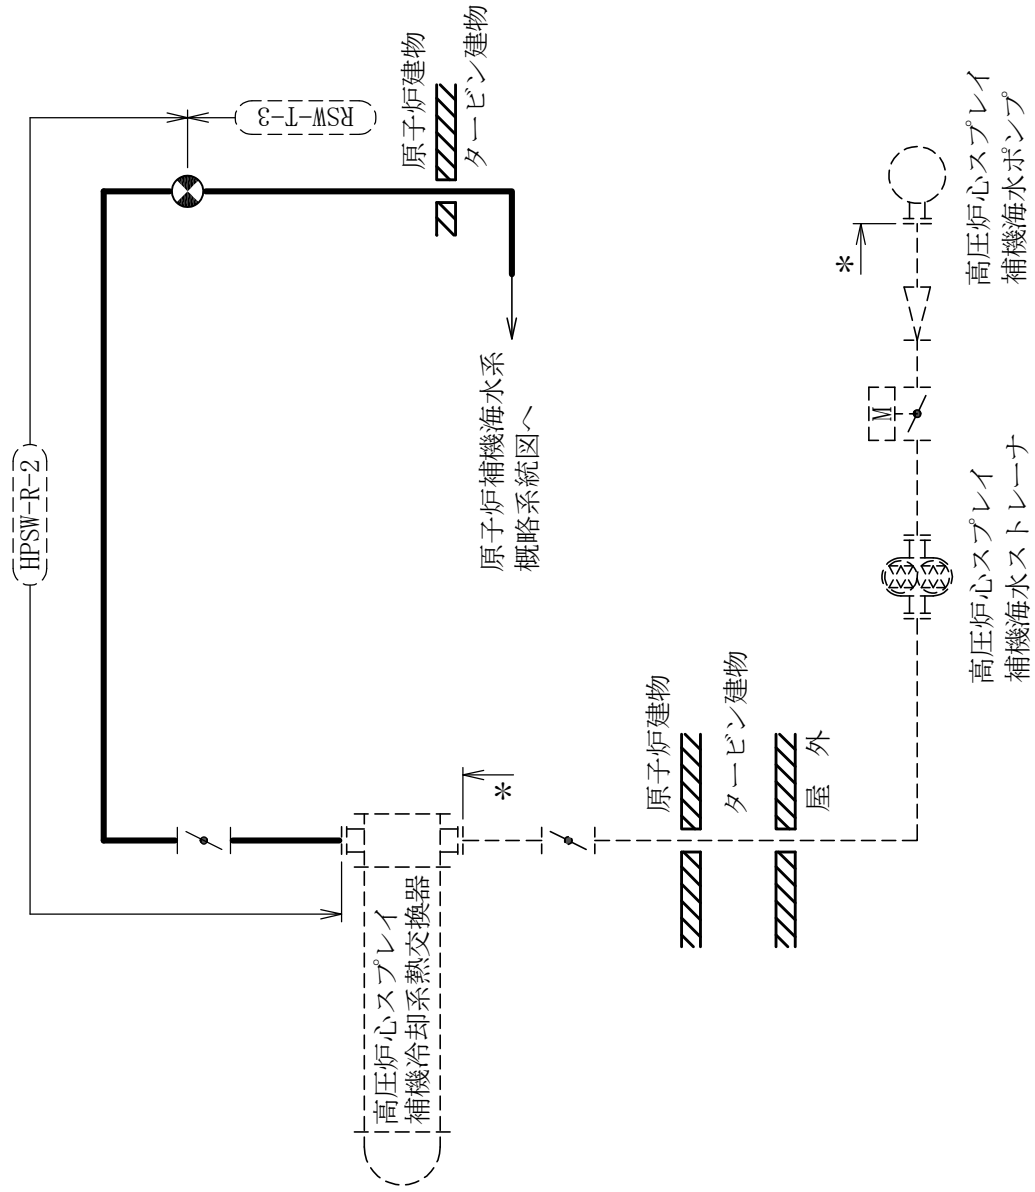 HPSW-R-2
RSW-T-3
原子炉建物
タービン建物
原子炉補機海水系
概略系統図へ
高圧炉心スプレイ
補機冷却系熱交換器
*
原子炉建物
タービン建物
屋 外
*
M
高圧炉心スプレイ
補機海水ポンプ
高圧炉心スプレイ
補機海水ストレーナ